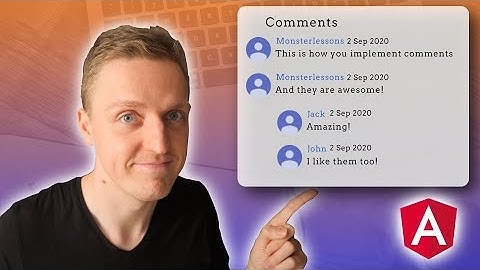 Comments
Monsterlessons 2 Sep 2020
This is how you implement comments
Monsterlessons 2 Sep 2020
And they are awesome!
Jack 2 Sep 2020
Amazing!
John 2 Sep 2020
I like them too!
A